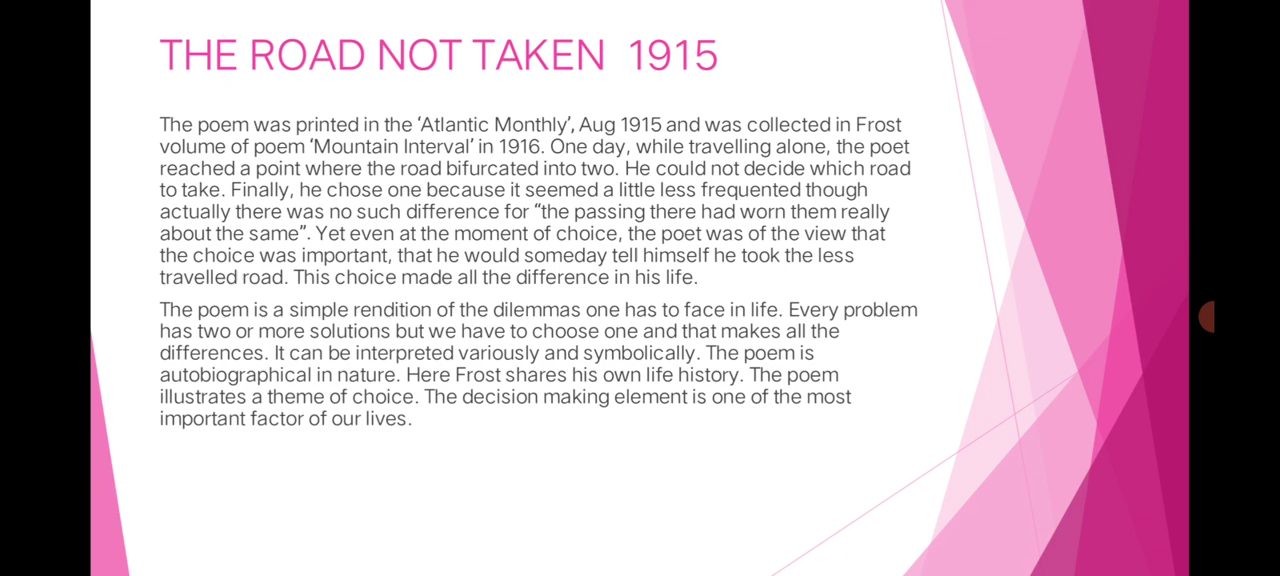 THE ROAD NOT TAKEN  1915
The poem was printed in the ‘Atlantic Monthly’, Aug 1915 and was collected in Frost
volume of poem ‘Mountain Interval’ in 1916. One day, while travelling alone, the poet
reached a point where the road bifurcated into two. He could not decide which road
to take. Finally, he chose one because it seemed a little less frequented though
actually there was no such difference for “the passing there had worn them really
about the same”. Yet even at the moment of choice, the poet was of the view that
the choice was important, that he would someday tell himself he took the less
travelled road. This choice made all the difference in his life.
The poem is a simple rendition of the dilemmas one has to face in life. Every problem
has two or more solutions but we have to choose one and that makes all the
differences. It can be interpreted variously and symbolically. The poem is
autobiographical in nature. Here Frost shares his own life history. The poem
illustrates a theme of choice. The decision making element is one of the most
important factor of our lives.